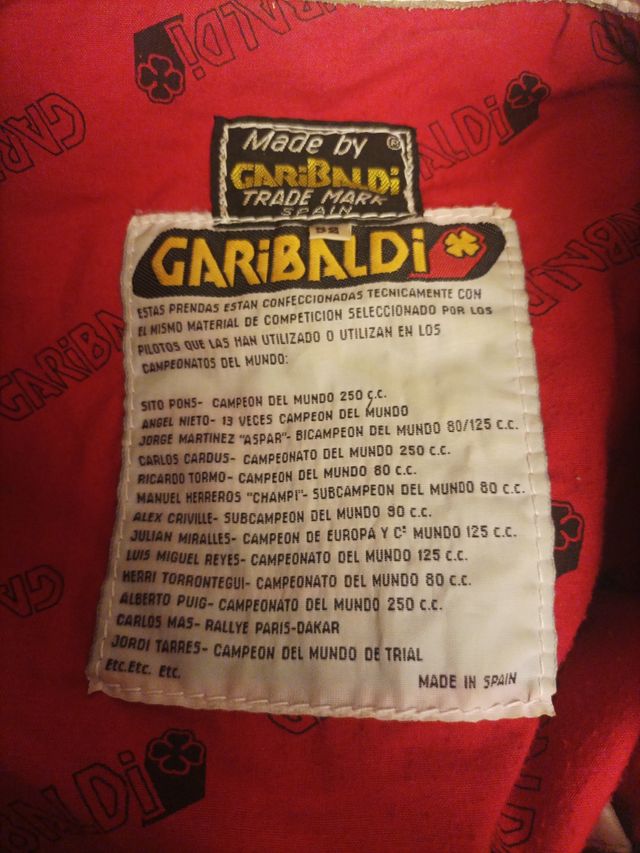 Made by ®
GARiBALDi
TRADE MARK
SPAIN
52
GARiBALDi
ESTAS PRENDAS ESTAN CONFECCIONADAS TECNICAMENTE CON
EL MISMO MATERIAL DE COMPETICION SELECCIONADO POR LOS
PILOTOS QUE LAS HAN UTILIZADO O UTILIZAN EN LOS
CAMPEONATOS DEL MUNDO:
SITO PONS- CAMPEON DEL MUNDO 250 c.c.
ANGEL NIETO- 13 VECES CAMPEON DEL MUNDO
JORGE MARTINEZ "ASPAR"- BICAMPEON DEL MUNDO 80/125 c.c.
CARLOS CARDUS- CAMPEONATO DEL MUNDO 250 c.c.
RICARDO TORMO- CAMPEON DEL MUNDO 80 c.c.
MANUEL HERREROS "CHAMPI"- SUBCAMPEON DEL MUNDO 80 c.c.
ALEX CRIVILLE- SUBCAMPEON DEL MUNDO 80 c.c.
JULIAN MIRALLES- CAMPEON DE EUROPA Y Cº MUNDO 125 c.c.
LUIS MIGUEL REYES- CAMPEONATO DEL MUNDO 125 c.c.
HERRI TORRONTEGUI- CAMPEONATO DEL MUNDO 80 c.c.
ALBERTO PUIG- CAMPEONATO DEL MUNDO 250 c.c.
CARLOS MAS- RALLYE PARIS-DAKAR
JORDI TARRES- CAMPEON DEL MUNDO DE TRIAL
Etc.Etc. Etc.
MADE IN SPAIN
GARIBALDi